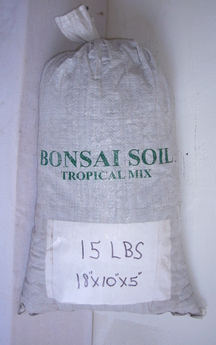 BONSAI SOIL
TROPICAL MIX
15 LBS
18"x10"x5"